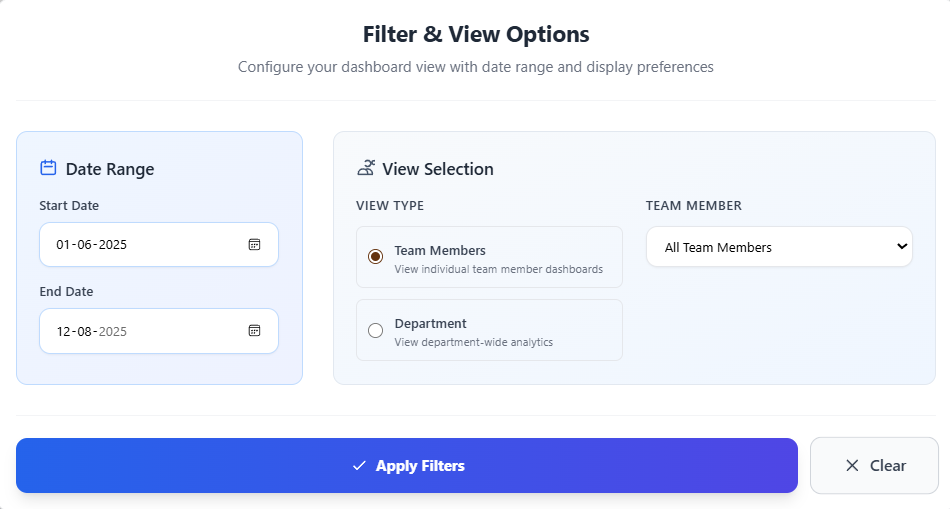 Filter & View Options
Configure your dashboard view with date range and display preferences
Date Range
Start Date
01-06-2025
End Date
12-08-2025
View Selection
VIEW TYPE
Team Members
View individual team member dashboards
Department
View department-wide analytics
TEAM MEMBER
All Team Members
Apply Filters
Clear